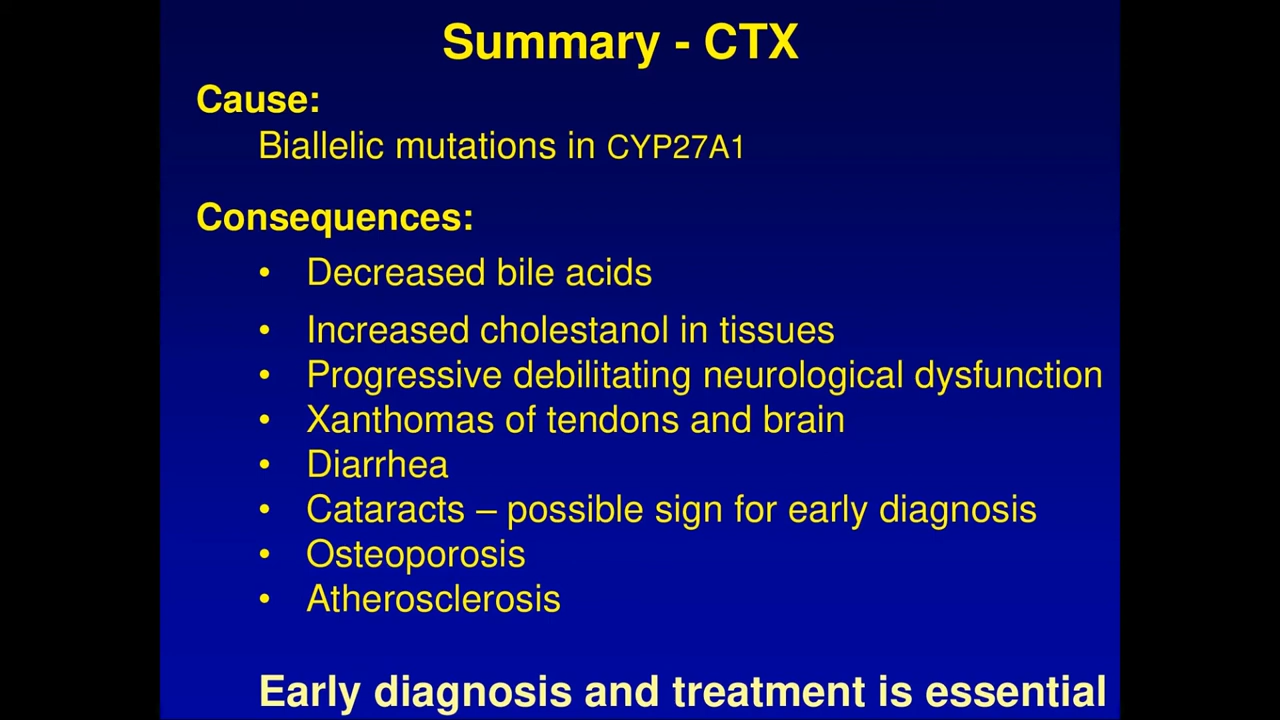 Summary - CTX
Cause:
Biallelic mutations in CYP27A1
Consequences:
• Decreased bile acids
• Increased cholestanol in tissues
• Progressive debilitating neurological dysfunction
• Xanthomas of tendons and brain
• Diarrhea
• Cataracts – possible sign for early diagnosis
• Osteoporosis
• Atherosclerosis
Early diagnosis and treatment is essential